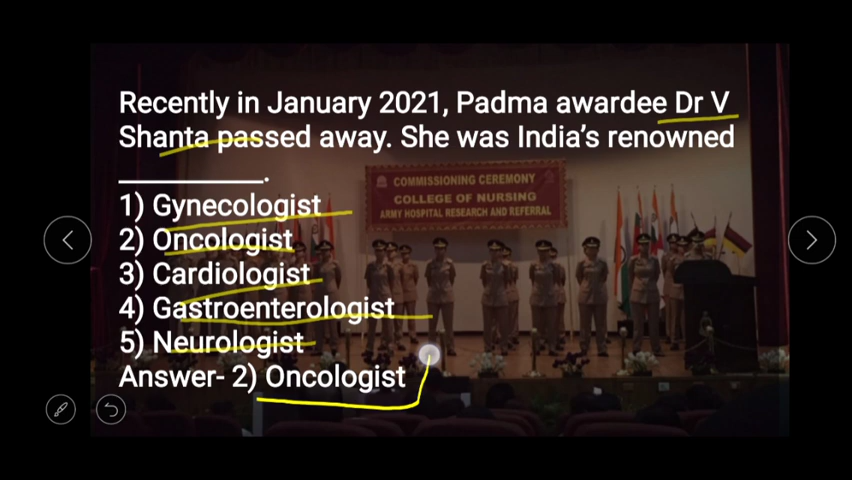 Recently in January 2021, Padma awardee Dr V
Shanta passed away. She was India's renowned
__________.
1) Gynecologist
2) Oncologist
3) Cardiologist
4) Gastroenterologist
5) Neurologist
Answer- 2) Oncologist
COMMISSIONING CEREMONY
COLLEGE OF NURSING
ARMY HOSPITAL RESEARCH AND REFERRAL